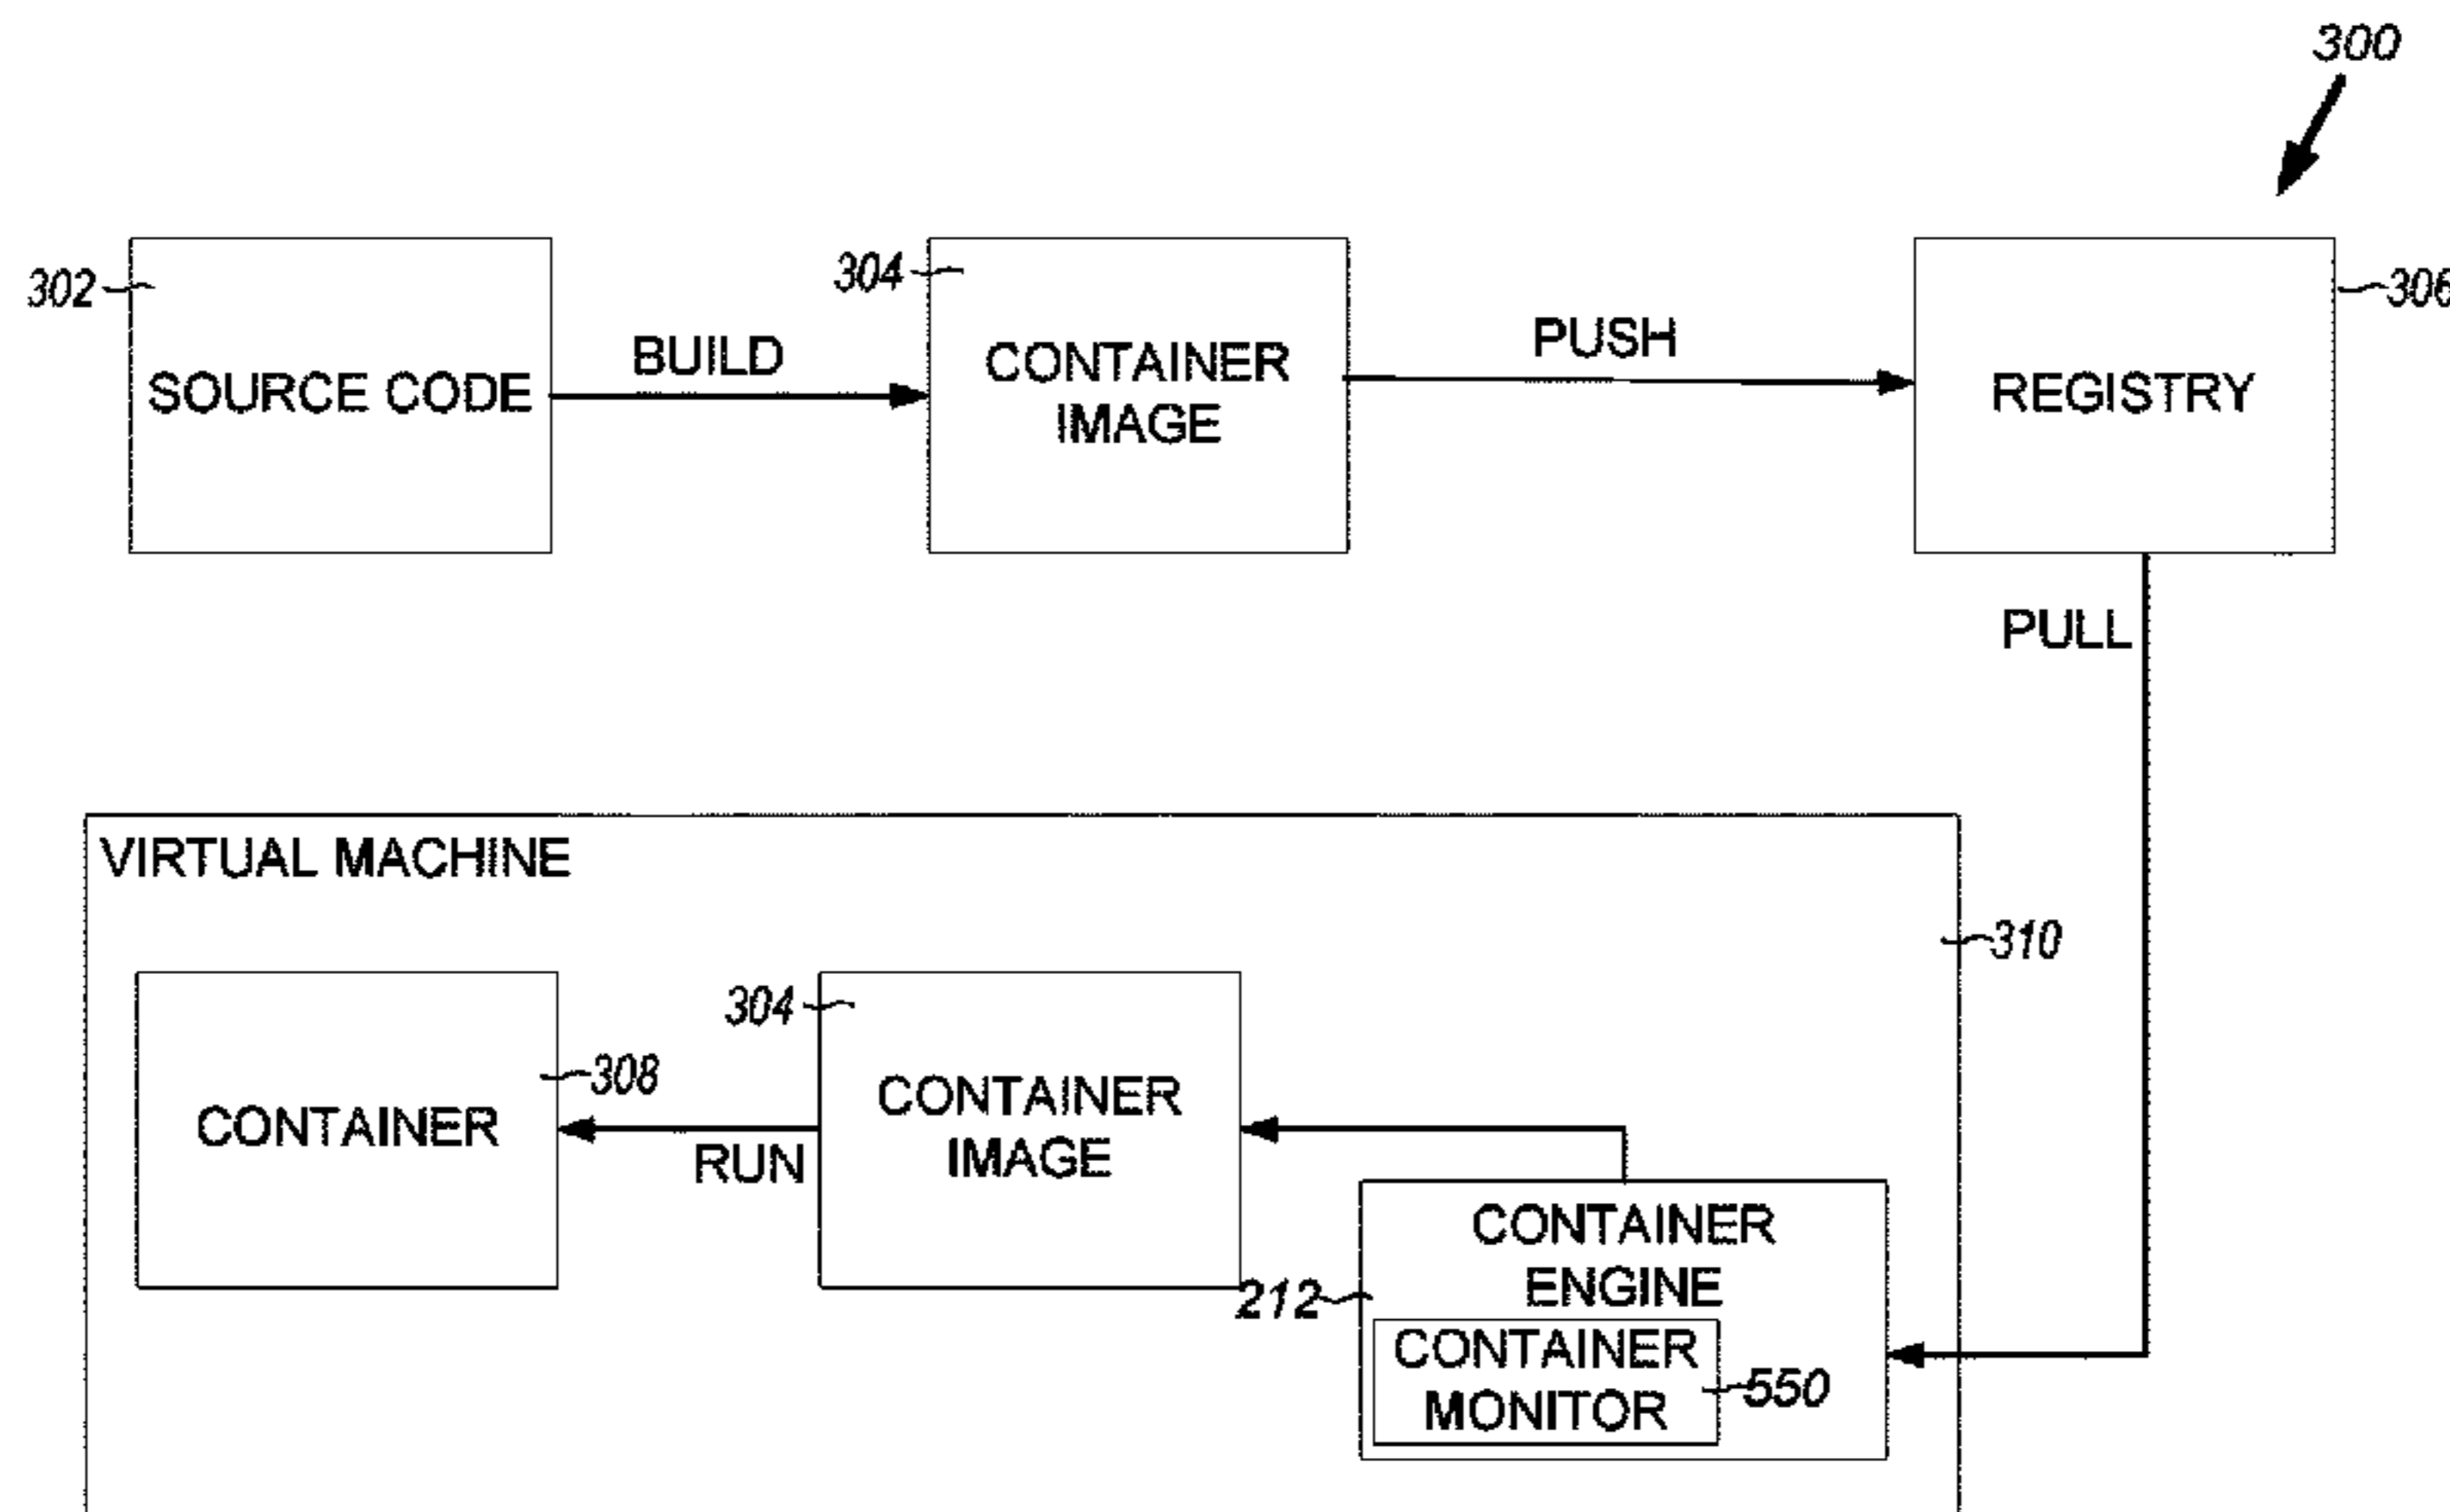 300
302
SOURCE CODE
BUILD
304
CONTAINER
IMAGE
PUSH
REGISTRY
306
PULL
VIRTUAL MACHINE
310
CONTAINER
308
RUN
304
CONTAINER
IMAGE
CONTAINER
ENGINE
212
CONTAINER
MONITOR
550